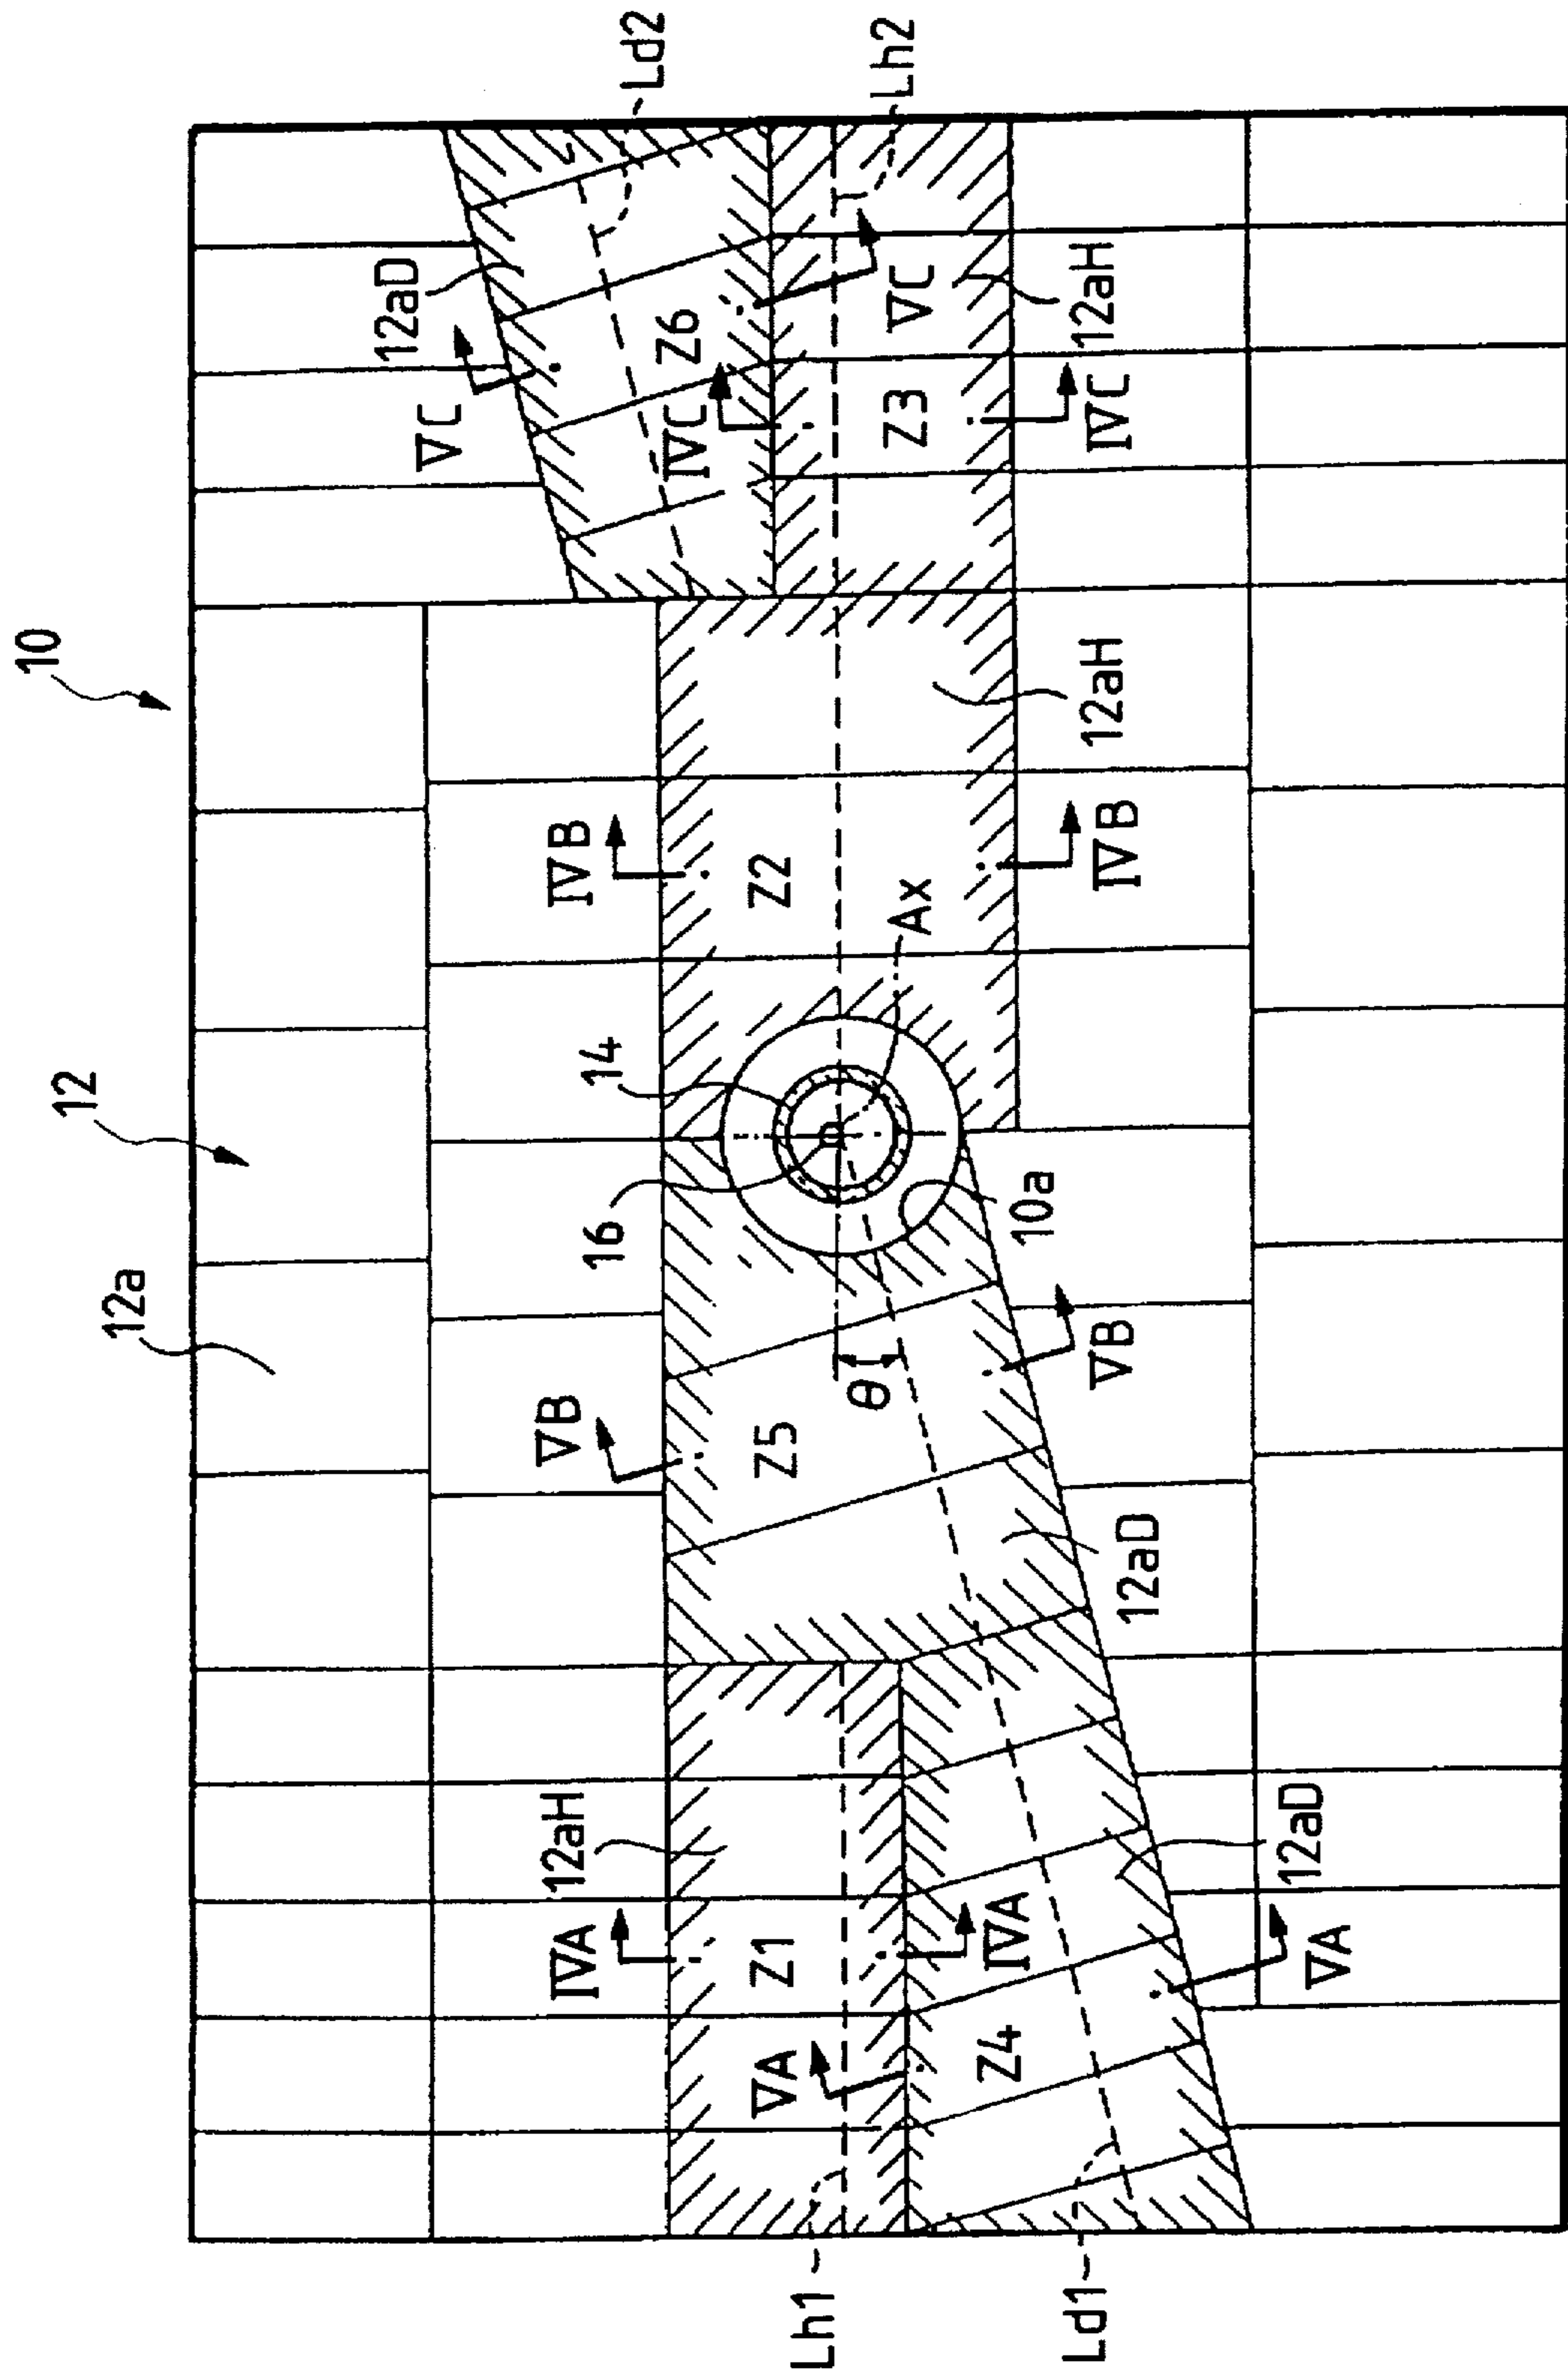 10
12
12a
Ld2
Lh2
12aD
VC
Z6
VC
12aH
IVC
Z3
IVC
12aH
IVB
Z2
IVB
Ax
14
16
10a
θ
VB
Z5
VB
12aD
12aH
IVA
Z1
IVA
12aD
VA
Z4
VA
Lh1
Ld1